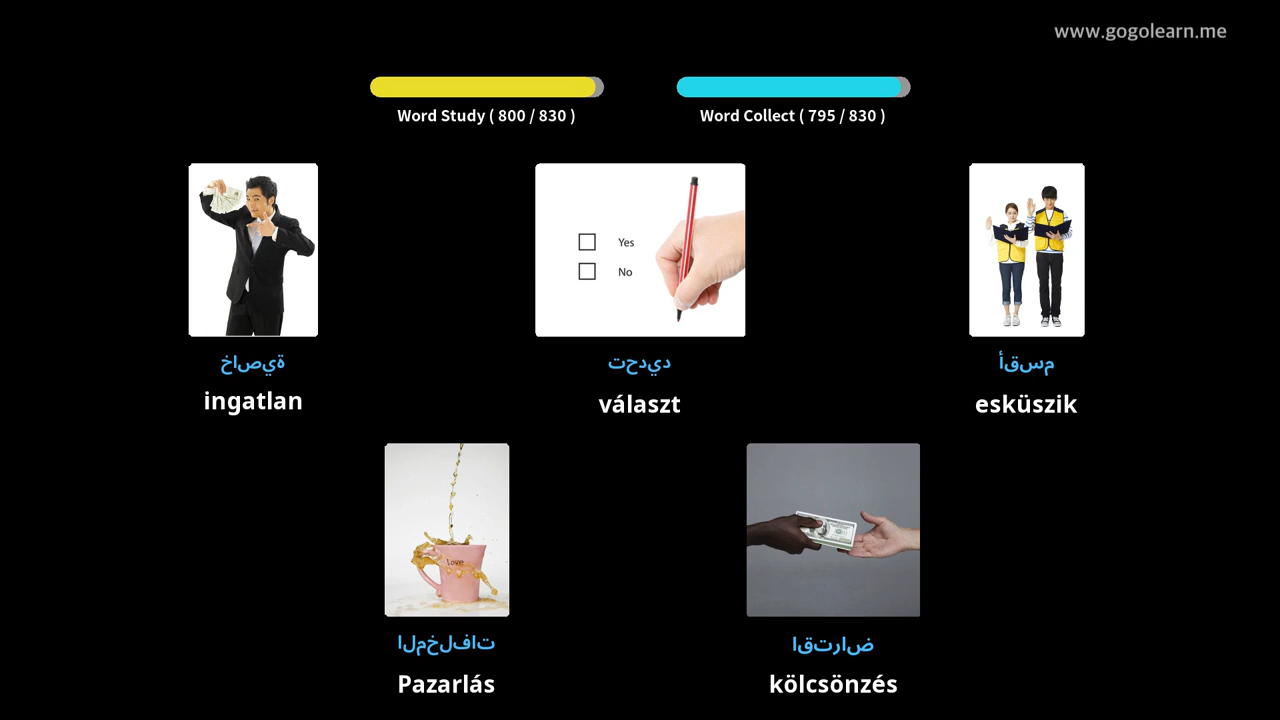 www.gogolearn.me
Word Study ( 800 / 830 )
Word Collect ( 795 / 830 )
Yes
No
خاصية
تحديد
أقسم
ingatlan
választ
esküszik
love
المخلفات
اقتراض
Pazarlás
kölcsönzés